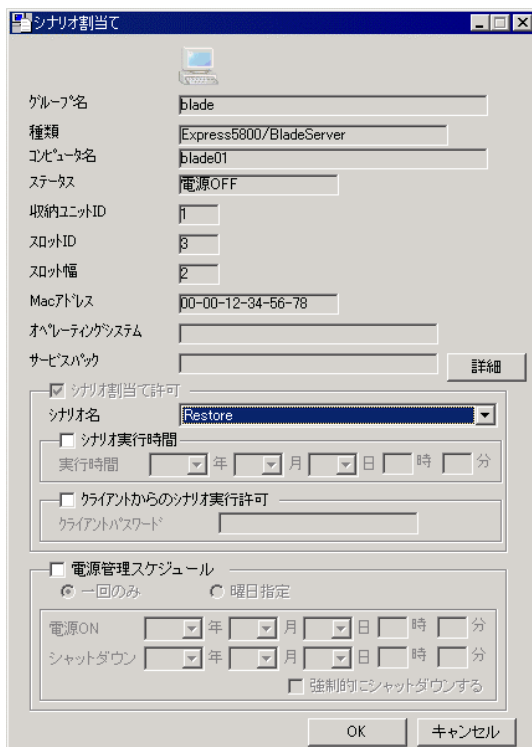 シナリオ割当て
グループ名 blade
種類 Express5800/BladeServer
コンピュータ名 blade01
ステータス 電源OFF
収納ユニットID 1
スロットID 3
スロット幅 2
Macアドレス 00-00-12-34-56-78
オペレーティングシステム
サービスパック 詳細
シナリオ割当て許可
シナリオ名 Restore
シナリオ実行時間
実行時間 年 月 日 時 分
クライアントからのシナリオ実行許可
クライアントパスワード
電源管理スケジュール
一回のみ 曜日指定
電源ON 年 月 日 時 分
シャットダウン 年 月 日 時 分
強制的にシャットダウンする
OK キャンセル